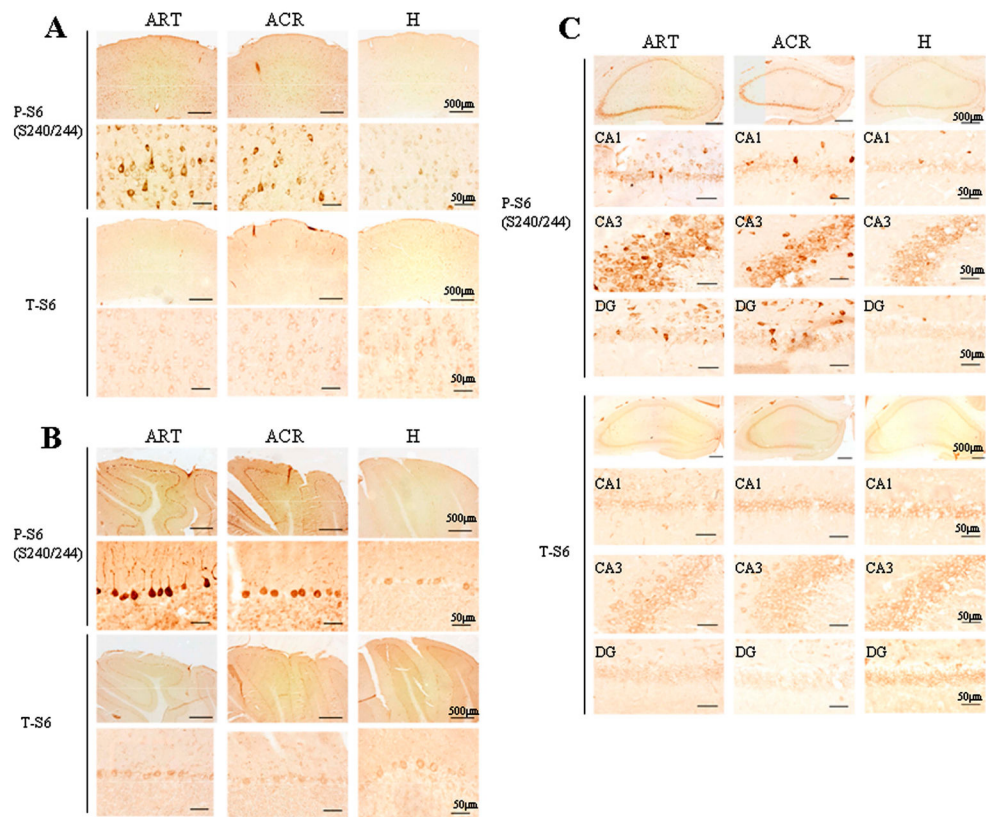 A
ART ACR H
P-S6
(S240/244)
500µm
50µm
T-S6
500µm
50µm
B
ART ACR H
P-S6
(S240/244)
500µm
50µm
T-S6
500µm
50µm
C
ART ACR H
P-S6
(S240/244)
500µm
CA1 CA1 CA1
50µm
CA3 CA3 CA3
50µm
DG DG DG
50µm
T-S6
500µm
CA1 CA1 CA1
50µm
CA3 CA3 CA3
50µm
DG DG DG
50µm